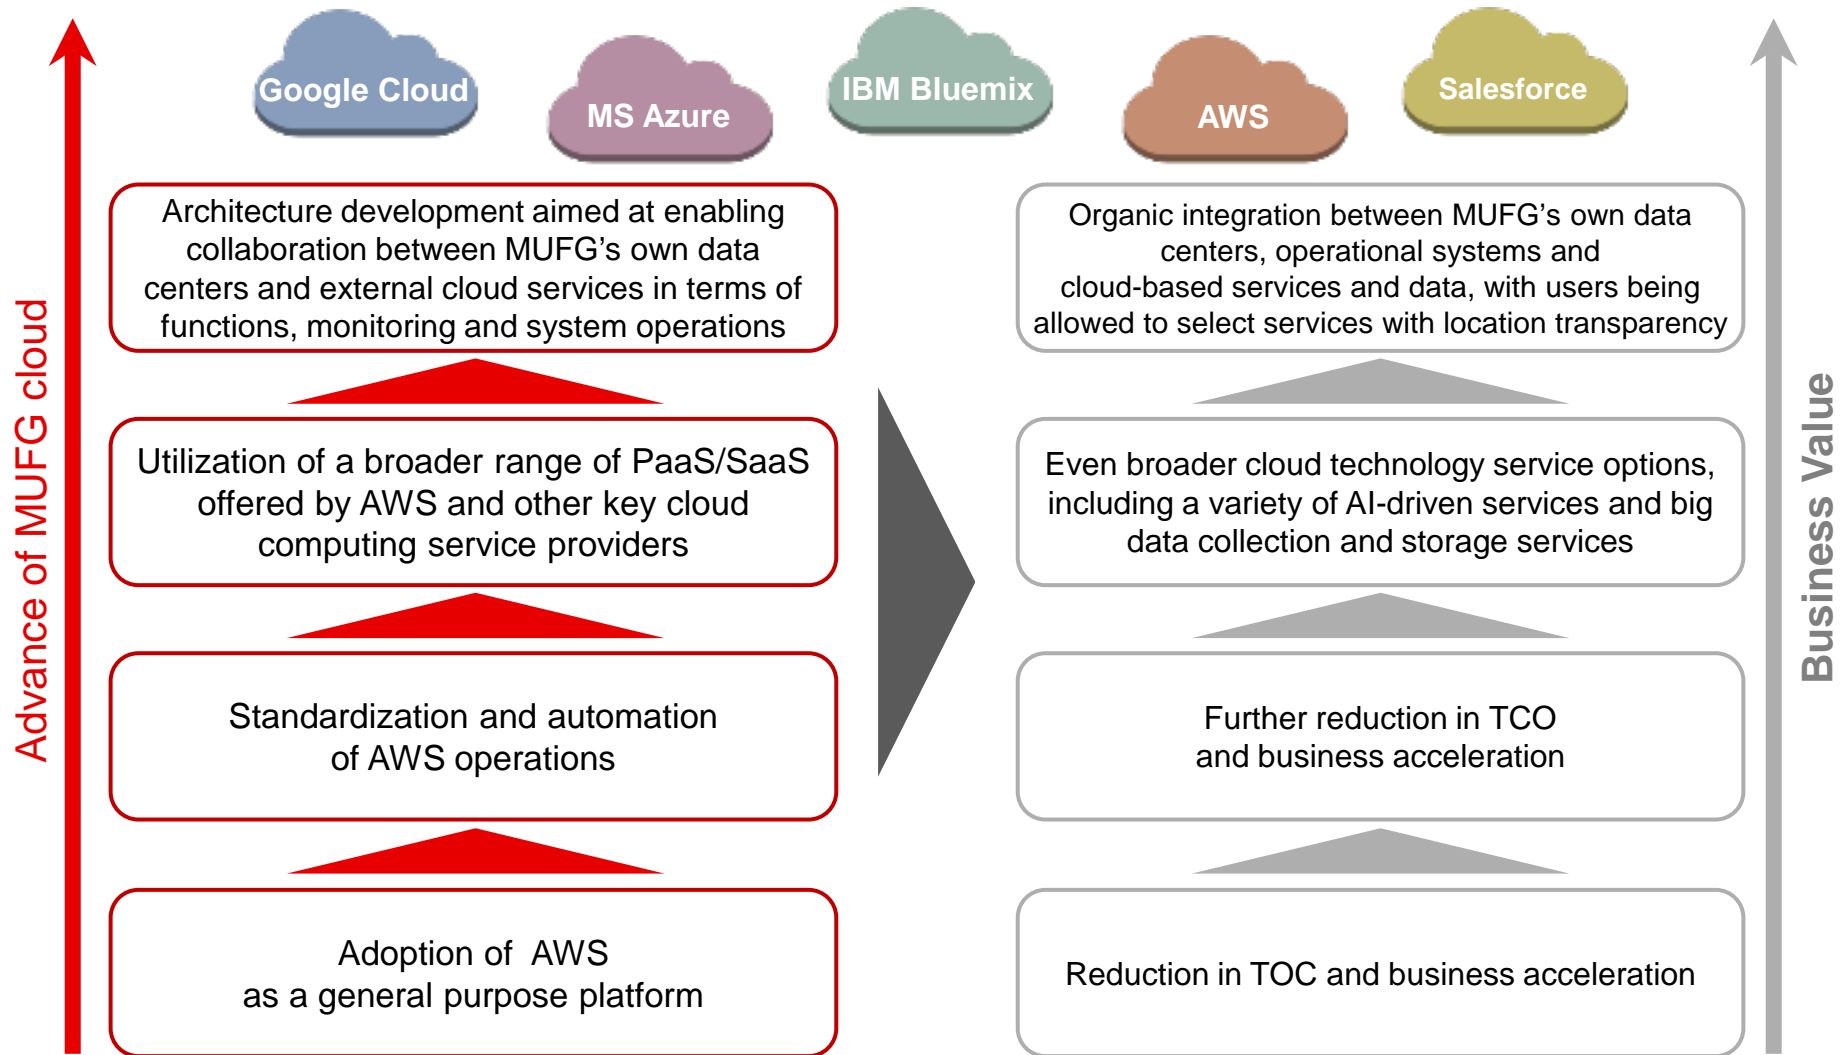 Google Cloud
MS Azure
IBM Bluemix
AWS
Salesforce
Advance of MUFG cloud
Architecture development aimed at enabling
collaboration between MUFG’s own data
centers and external cloud services in terms of
functions, monitoring and system operations
Utilization of a broader range of PaaS/SaaS
offered by AWS and other key cloud
computing service providers
Standardization and automation
of AWS operations
Adoption of  AWS
as a general purpose platform
Organic integration between MUFG’s own data
centers, operational systems and
cloud-based services and data, with users being
allowed to select services with location transparency
Even broader cloud technology service options,
including a variety of AI-driven services and big
data collection and storage services
Further reduction in TCO
and business acceleration
Reduction in TOC and business acceleration
Business Value